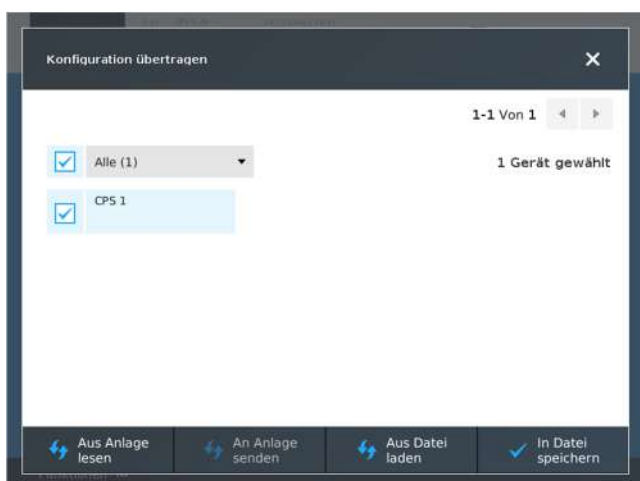 Konfiguration übertragen
1-1 Von 1
Alle (1)
1 Gerät gewählt
CPS 1
Aus Anlage
lesen
An Anlage
senden
Aus Datei
laden
In Datei
speichern